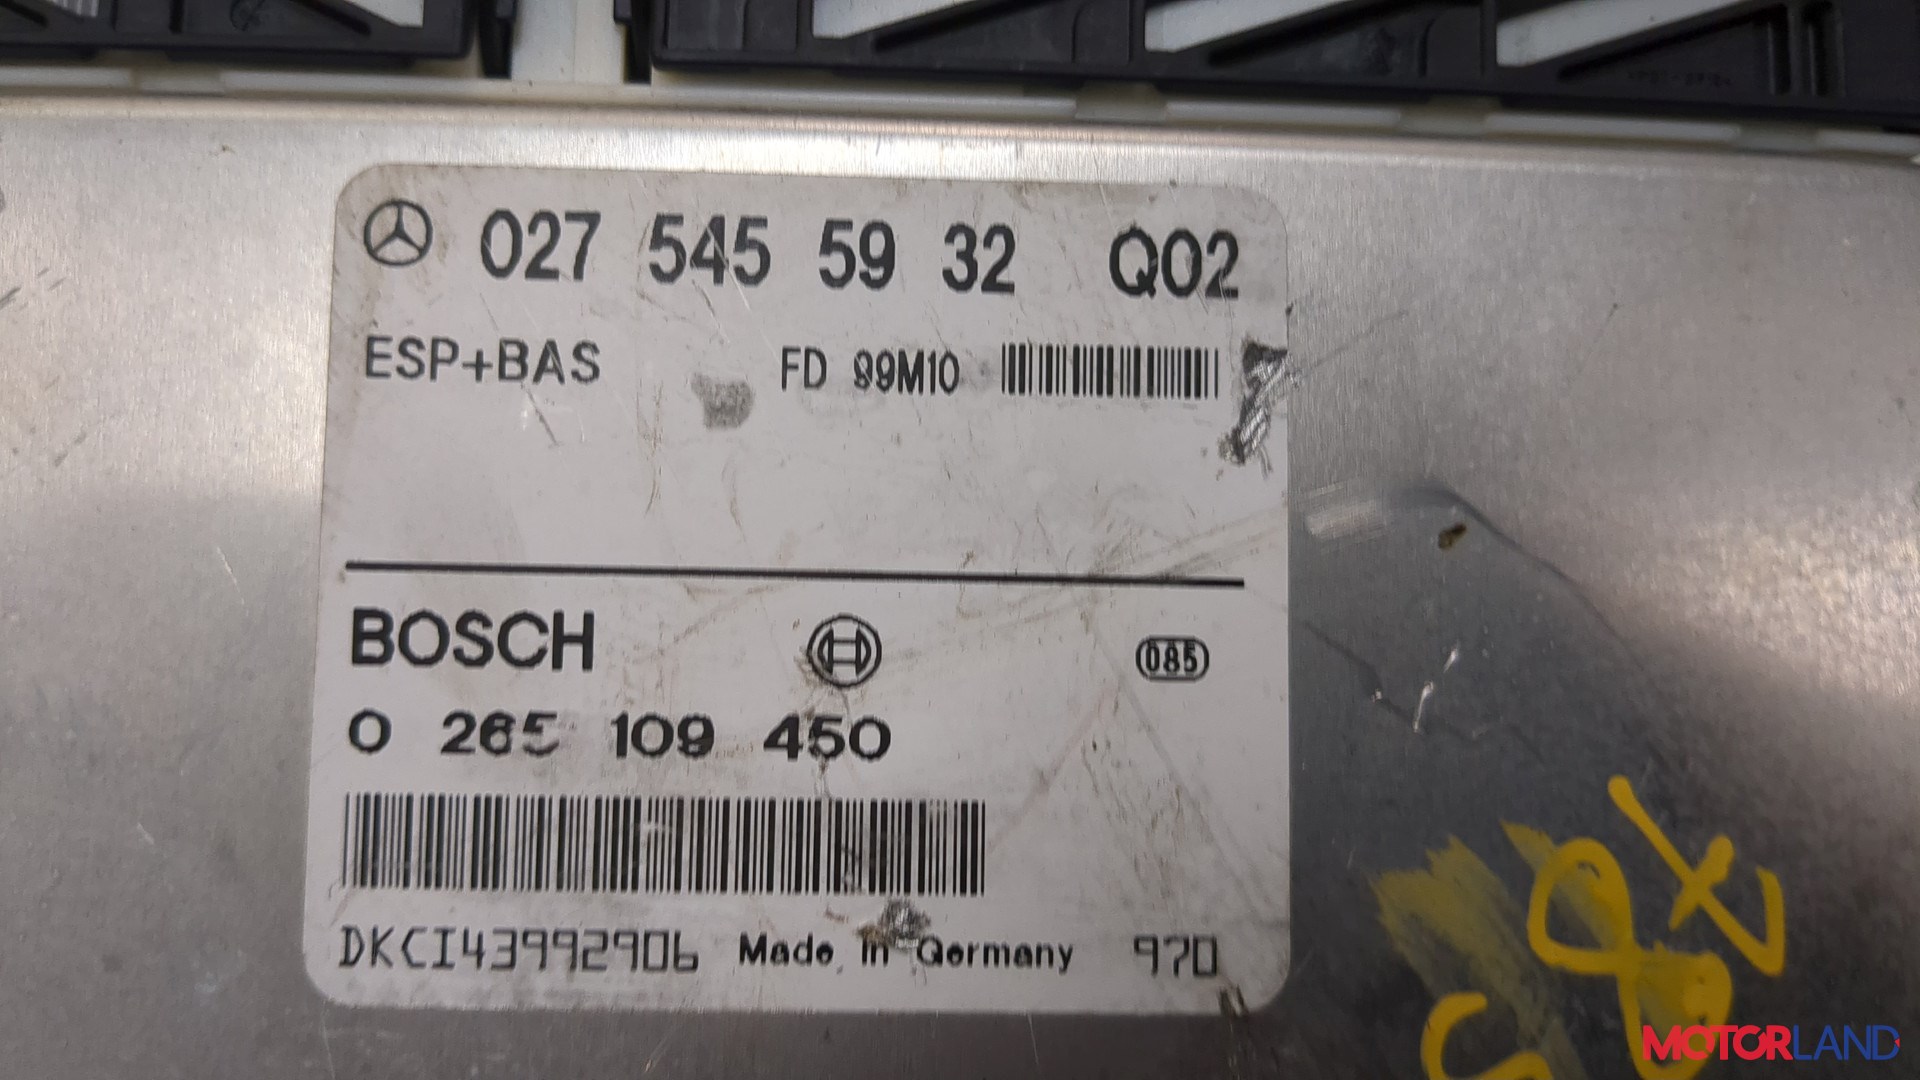 027 545 59 32 Q02
ESP+BAS FD 99M10
BOSCH 085
0 265 109 450
DKCI43992906 Made in Germany 970
MOTORLAND